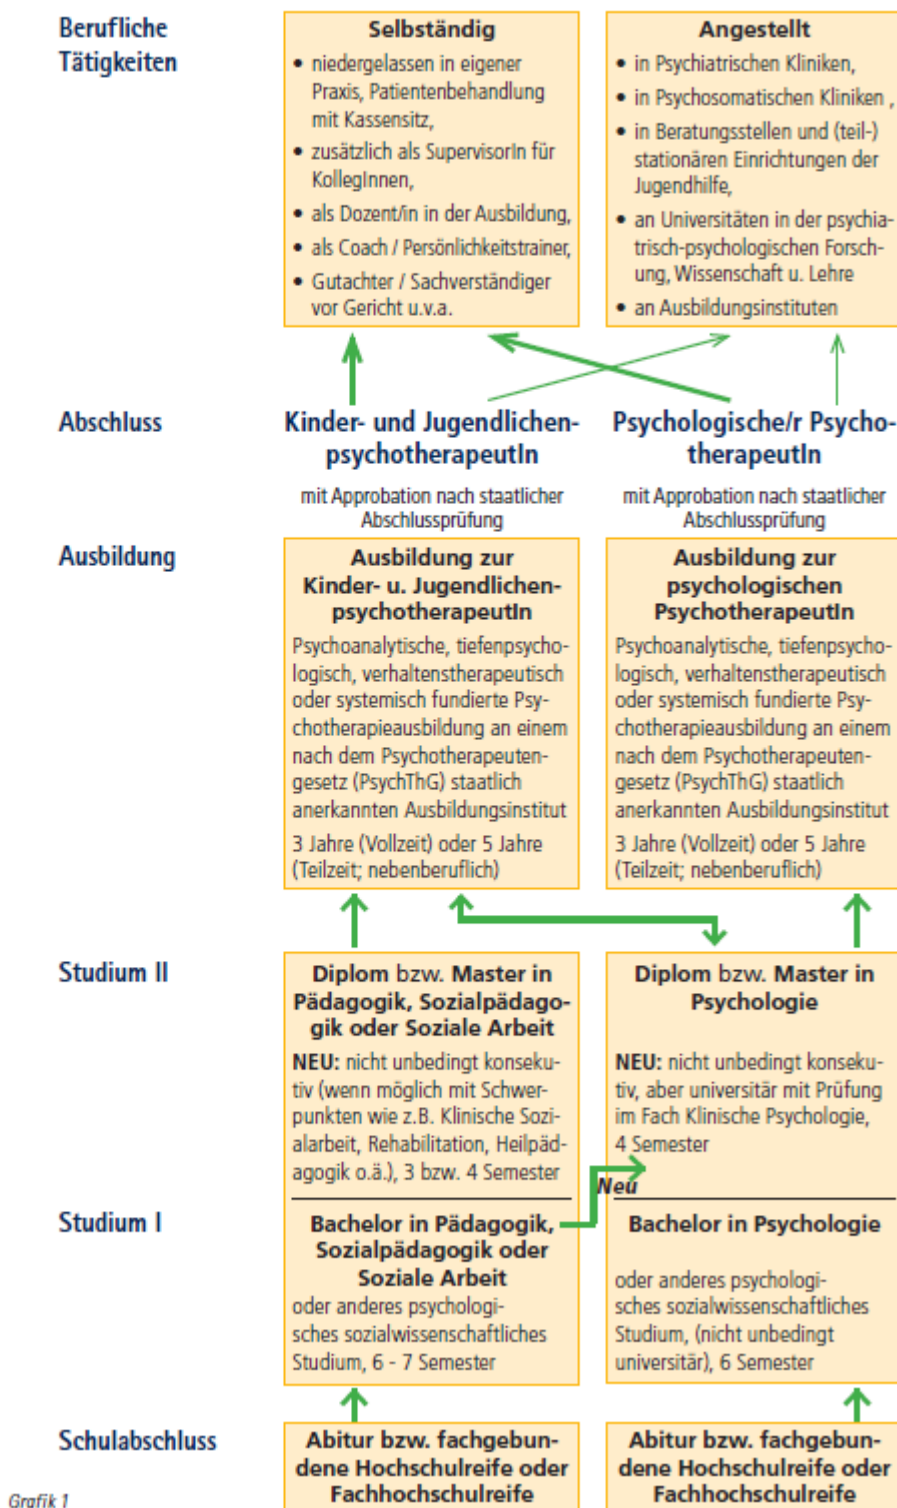 Berufliche
Tätigkeiten
Selbständig
• niedergelassen in eigener
Praxis, Patientenbehandlung
mit Kassensitz,
• zusätzlich als SupervisorIn für
KollegInnen,
• als Dozent/in in der Ausbildung,
• als Coach / Persönlichkeitstrainer,
• Gutachter / Sachverständiger
vor Gericht u.v.a.
Angestellt
• in Psychiatrischen Kliniken,
• in Psychosomatischen Kliniken ,
• in Beratungsstellen und (teil-)
stationären Einrichtungen der
Jugendhilfe,
• an Universitäten in der psychia-
trisch-psychologischen Forsch-
ung, Wissenschaft u. Lehre
• an Ausbildungsinstituten
Abschluss
Kinder- und Jugendlichen-
psychotherapeutIn
mit Approbation nach staatlicher
Abschlussprüfung
Psychologische/r Psycho-
therapeutIn
mit Approbation nach staatlicher
Abschlussprüfung
Ausbildung
Ausbildung zur
Kinder- u. Jugendlichen-
psychotherapeutIn
Psychoanalytische, tiefenpsycho-
logisch, verhaltenstherapeutisch
oder systemisch fundierte Psy-
chotherapieausbildung an einem
nach dem Psychotherapeuten-
gesetz (PsychThG) staatlich
anerkannten Ausbildungsinstitut
3 Jahre (Vollzeit) oder 5 Jahre
(Teilzeit; nebenberuflich)
Ausbildung zur
psychologischen
PsychotherapeutIn
Psychoanalytische, tiefenpsycho-
logisch, verhaltenstherapeutisch
oder systemisch fundierte Psy-
chotherapieausbildung an einem
nach dem Psychotherapeuten-
gesetz (PsychThG) staatlich
anerkannten Ausbildungsinstitut
3 Jahre (Vollzeit) oder 5 Jahre
(Teilzeit; nebenberuflich)
Studium II
Diplom bzw. Master in
Pädagogik, Sozialpädago-
gik oder Soziale Arbeit
NEU: nicht unbedingt konseku-
tiv (wenn möglich mit Schwer-
punkten wie z.B. Klinische Sozi-
alarbeit, Rehabilitation, Heilpäd-
agogik o.ä.), 3 bzw. 4 Semester
Diplom bzw. Master in
Psychologie
NEU: nicht unbedingt konseku-
tiv, aber universitär mit Prüfung
im Fach Klinische Psychologie,
4 Semester
Neu
Studium I
Bachelor in Pädagogik,
Sozialpädagogik oder
Soziale Arbeit
oder anderes psychologi-
sches sozialwissenschaftliches
Studium, 6 - 7 Semester
Bachelor in Psychologie
oder anderes psychologi-
sches sozialwissenschaftliches
Studium, (nicht unbedingt
universitär), 6 Semester
Schulabschluss
Abitur bzw. fachgebun-
dene Hochschulreife oder
Fachhochschulreife
Abitur bzw. fachgebun-
dene Hochschulreife oder
Fachhochschulreife
Grafik 1